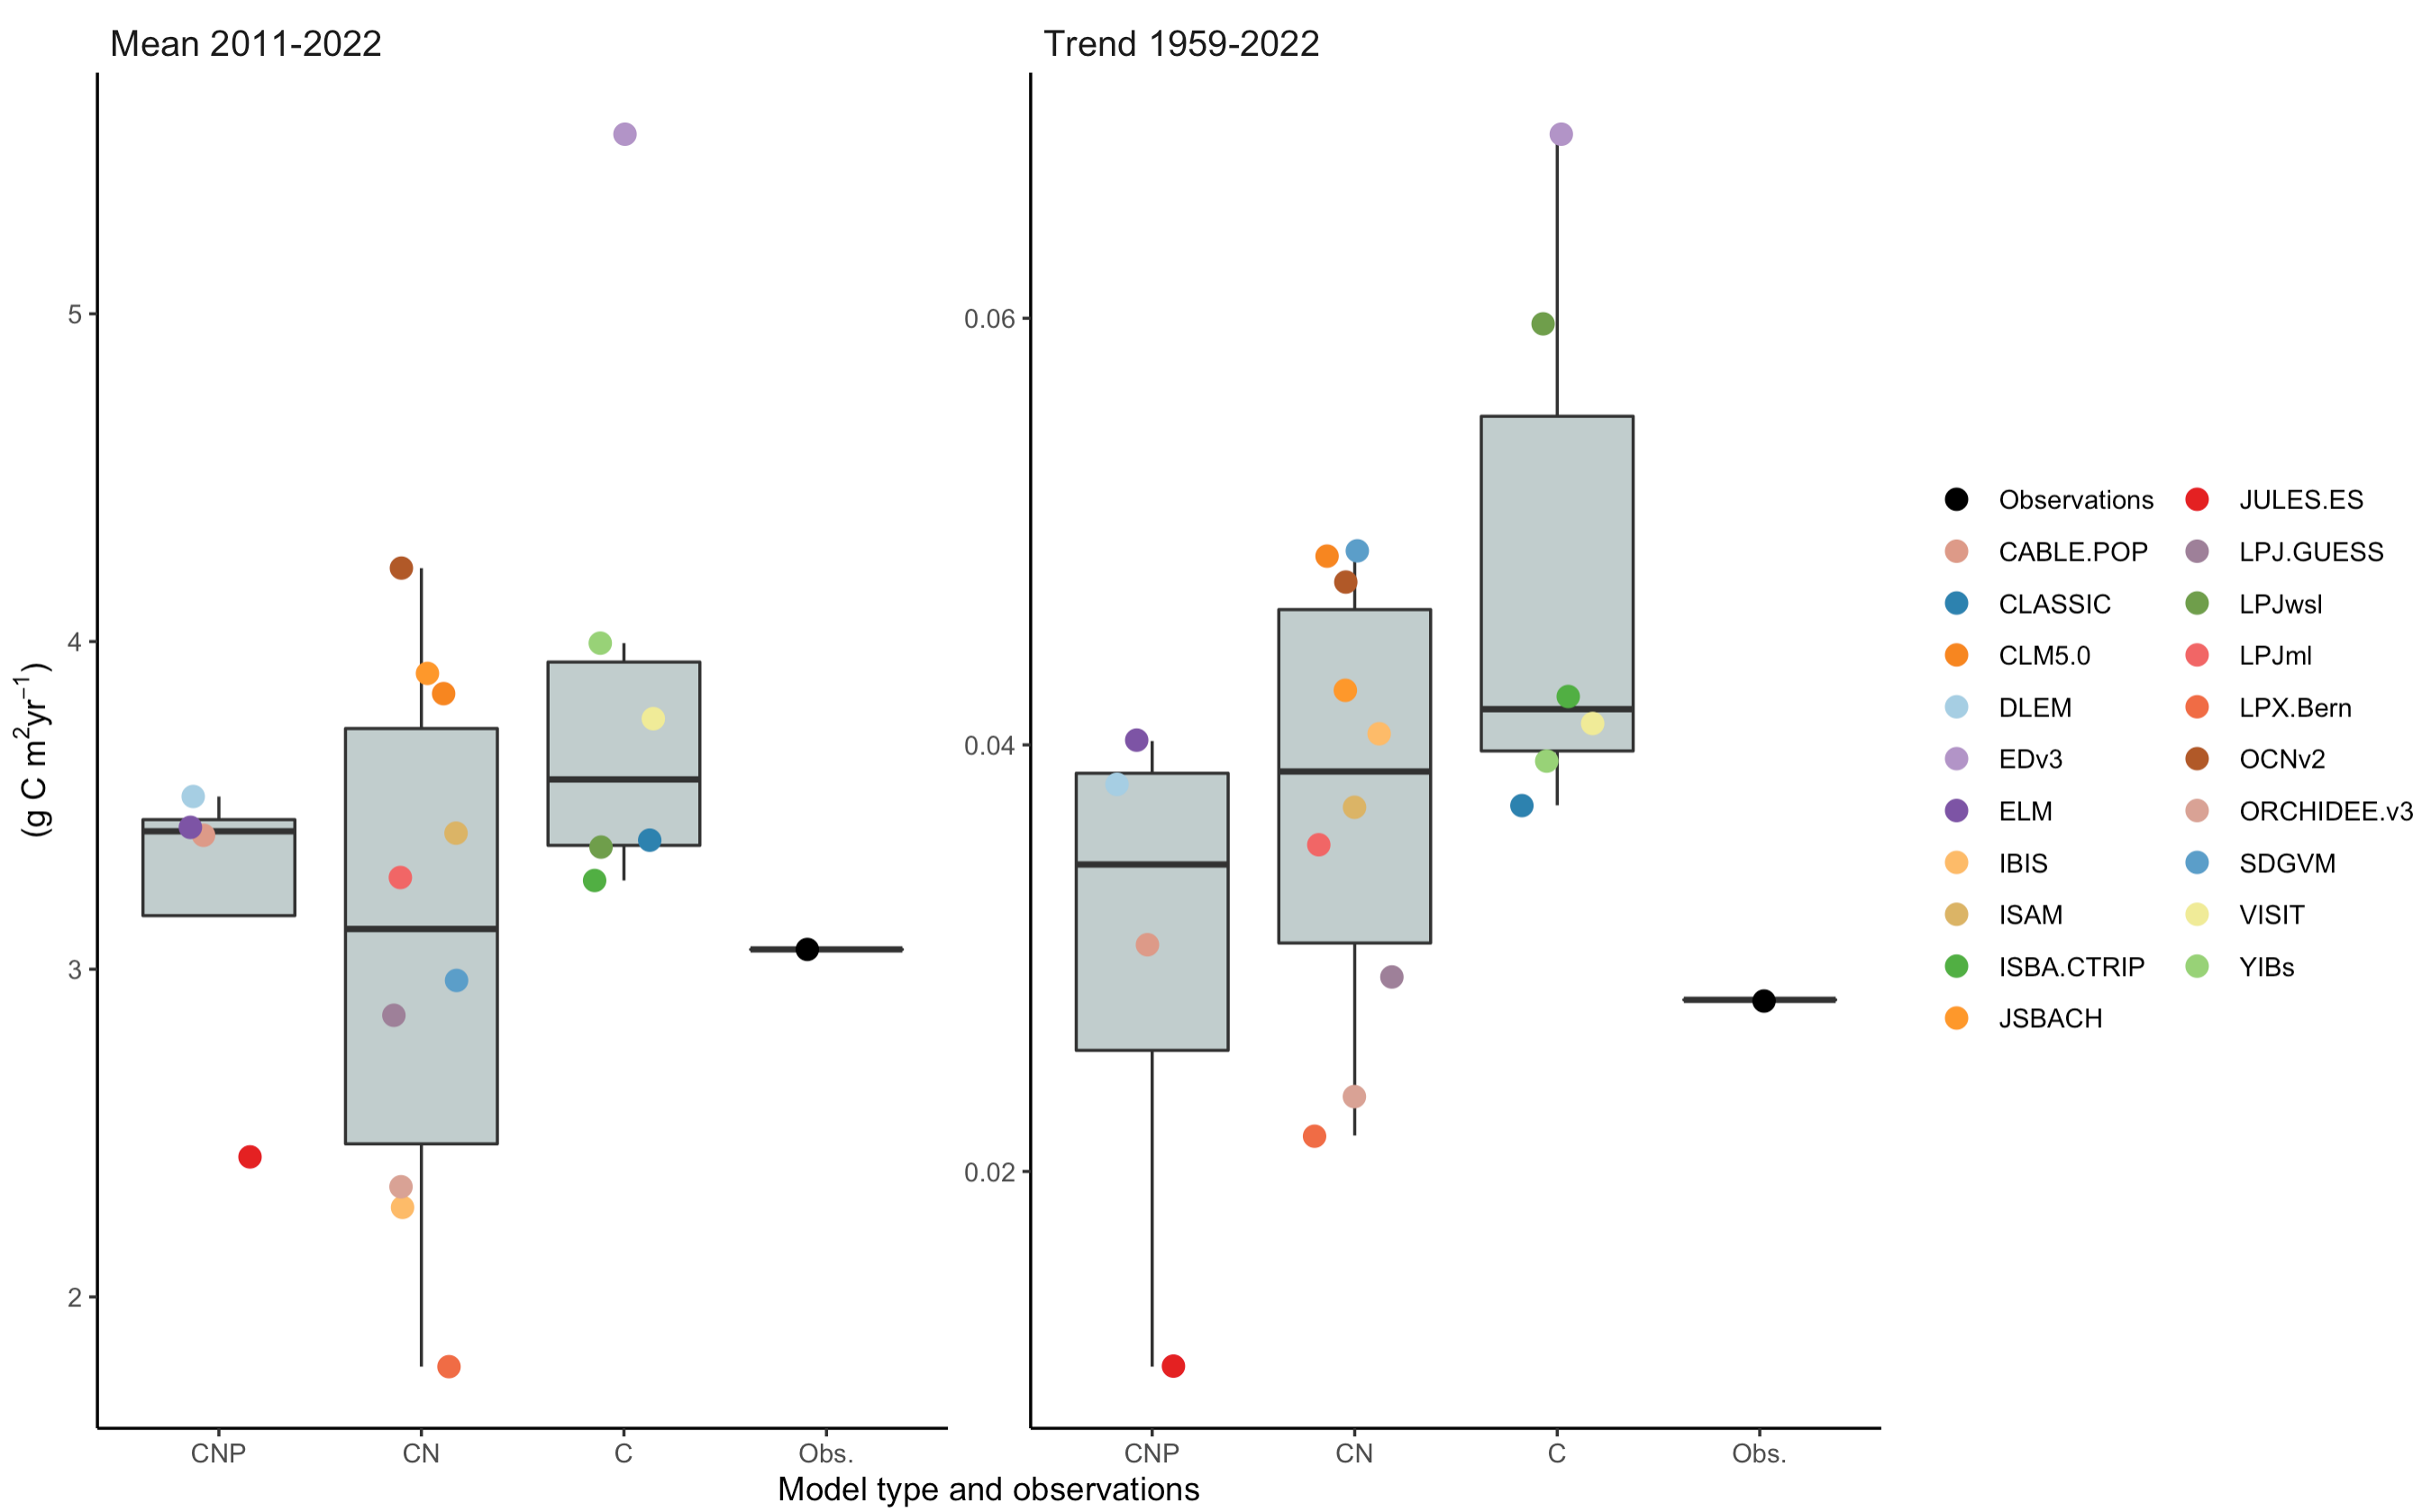 Mean 2011-2022
Trend 1959-2022
(g C m²yr⁻¹)
5
4
3
2
0.06
0.04
0.02
CNP CN C Obs.
CNP CN C Obs.
Model type and observations
Observations
CABLE.POP
CLASSIC
CLM5.0
DLEM
EDv3
ELM
IBIS
ISAM
ISBA.CTRIP
JSBACH
JULES.ES
LPJ.GUESS
LPJwsl
LPJml
LPX.Bern
OCNv2
ORCHIDEE.v3
SDGVM
VISIT
YIBs